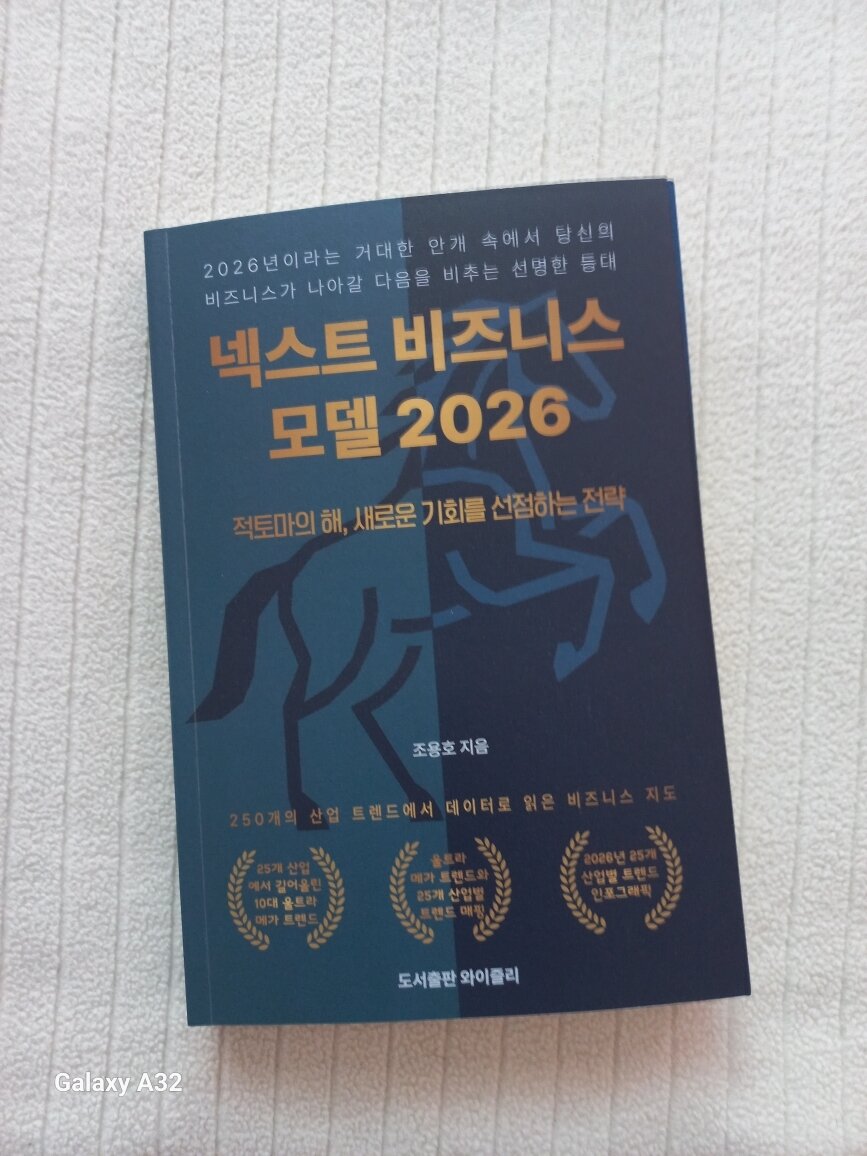 2026년이라는 거대한 안개 속에서 당신의
비즈니스가 나아갈 다음을 비추는 선명한 등대
넥스트 비즈니스
모델 2026
적토마의 해, 새로운 기회를 선점하는 전략
조용호 지음
250개의 산업 트렌드에서 데이터로 읽은 비즈니스 지도
25개 산업
에서 길어올린
10대 울트라
메가 트렌드
울트라
메가 트렌드와
25개 산업별
트렌드 매핑
2026년 25개
산업별 트렌드
인포그래픽
도서출판 와이즐리
Galaxy A32